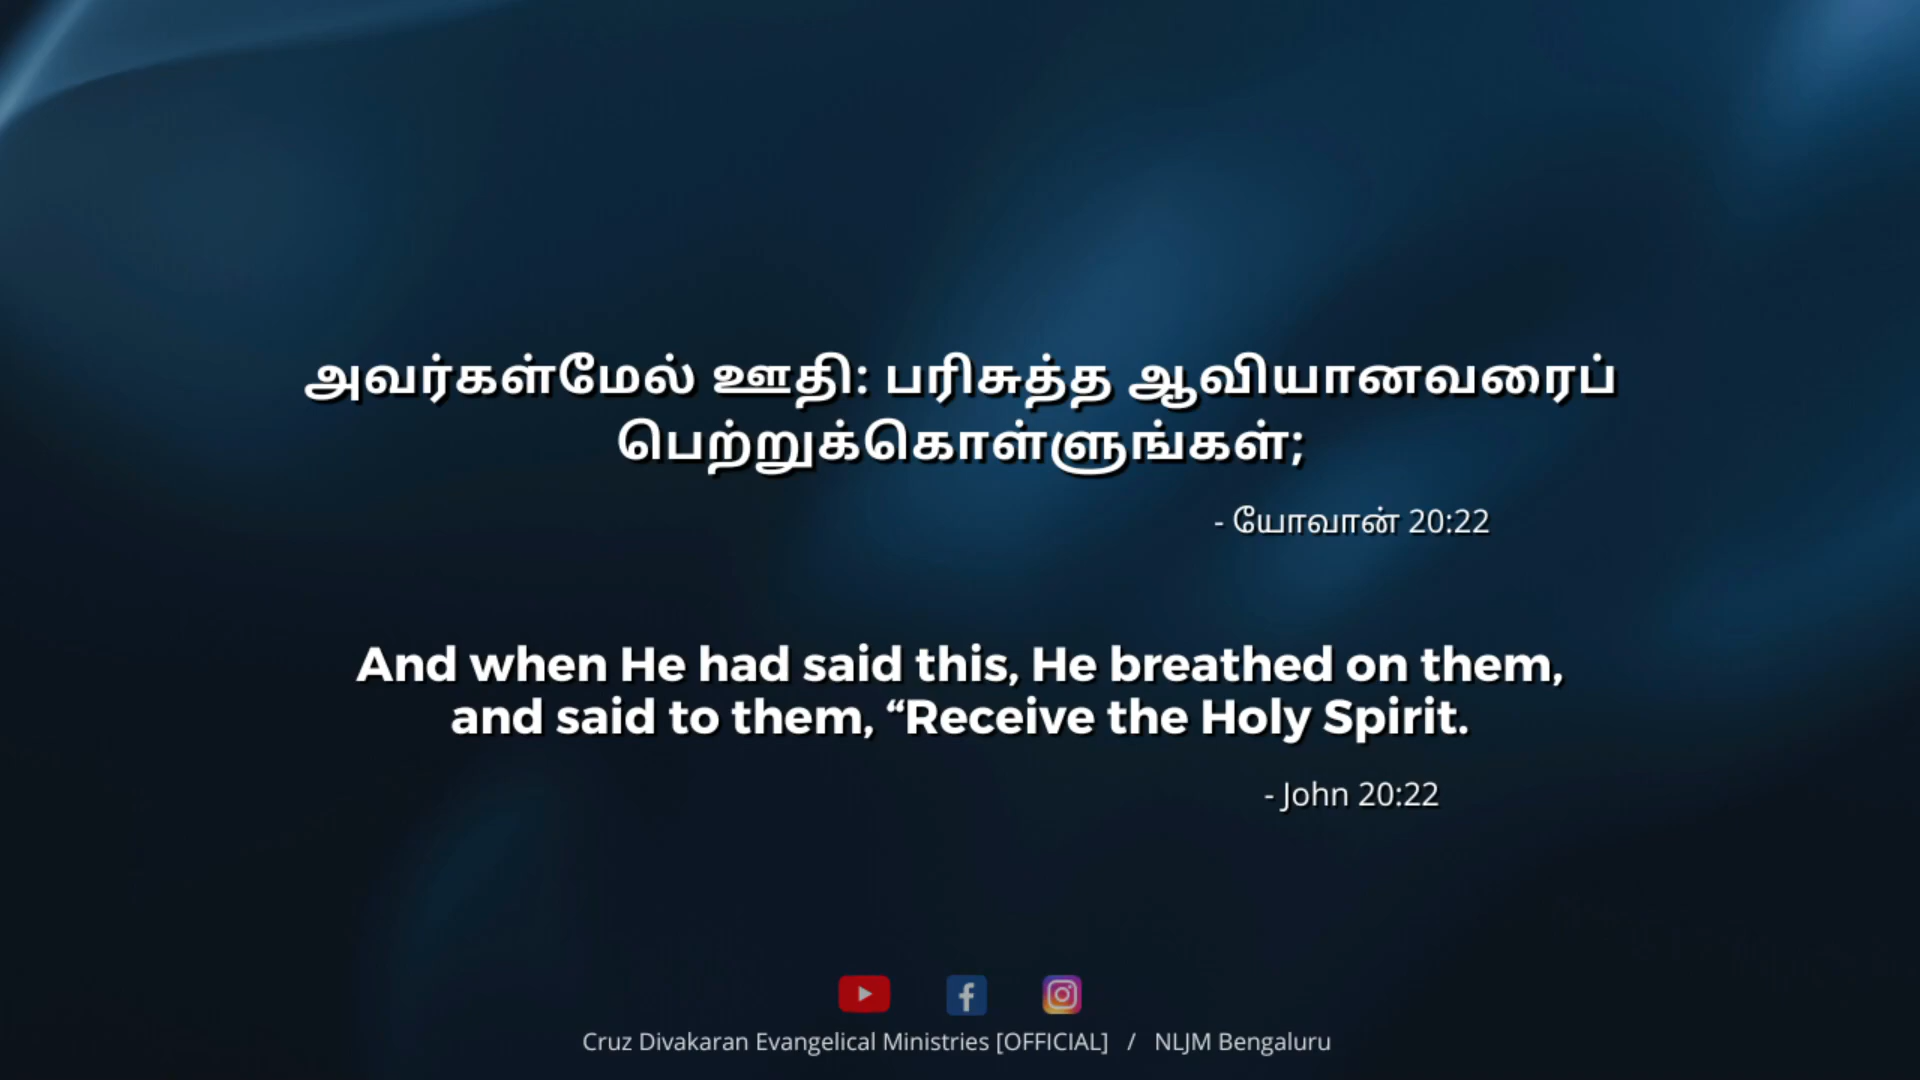 அவர்கள்மேல் ஊதி: பரிசுத்த ஆவியானவரைப்
பெற்றுக்கொள்ளுங்கள்;
- யோவான் 20:22
And when He had said this, He breathed on them,
and said to them, “Receive the Holy Spirit.
- John 20:22
Cruz Divakaran Evangelical Ministries [OFFICIAL] / NLJM Bengaluru